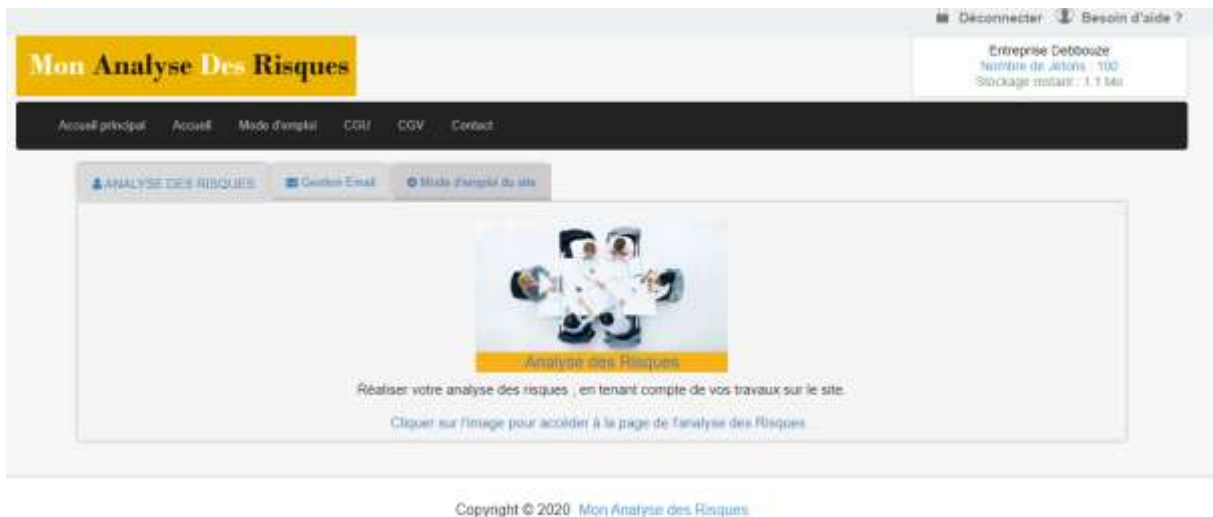 Déconnecter Besoin d'aide ?
Mon Analyse Des Risques
Entreprise Debbouze
Nombre de Jetons : 100
Stockage restant : 1.1 Mo
Accueil principal Accueil Mode d'emploi CGU CGV Contact
ANALYSE DES RISQUES Gestion Email Mode d'emploi du site
Analyse des Risques
Réaliser votre analyse des risques , en tenant compte de vos travaux sur le site.
Cliquer sur l'image pour accéder à la page de l'analyse des Risques
Copyright © 2020 Mon Analyse des Risques